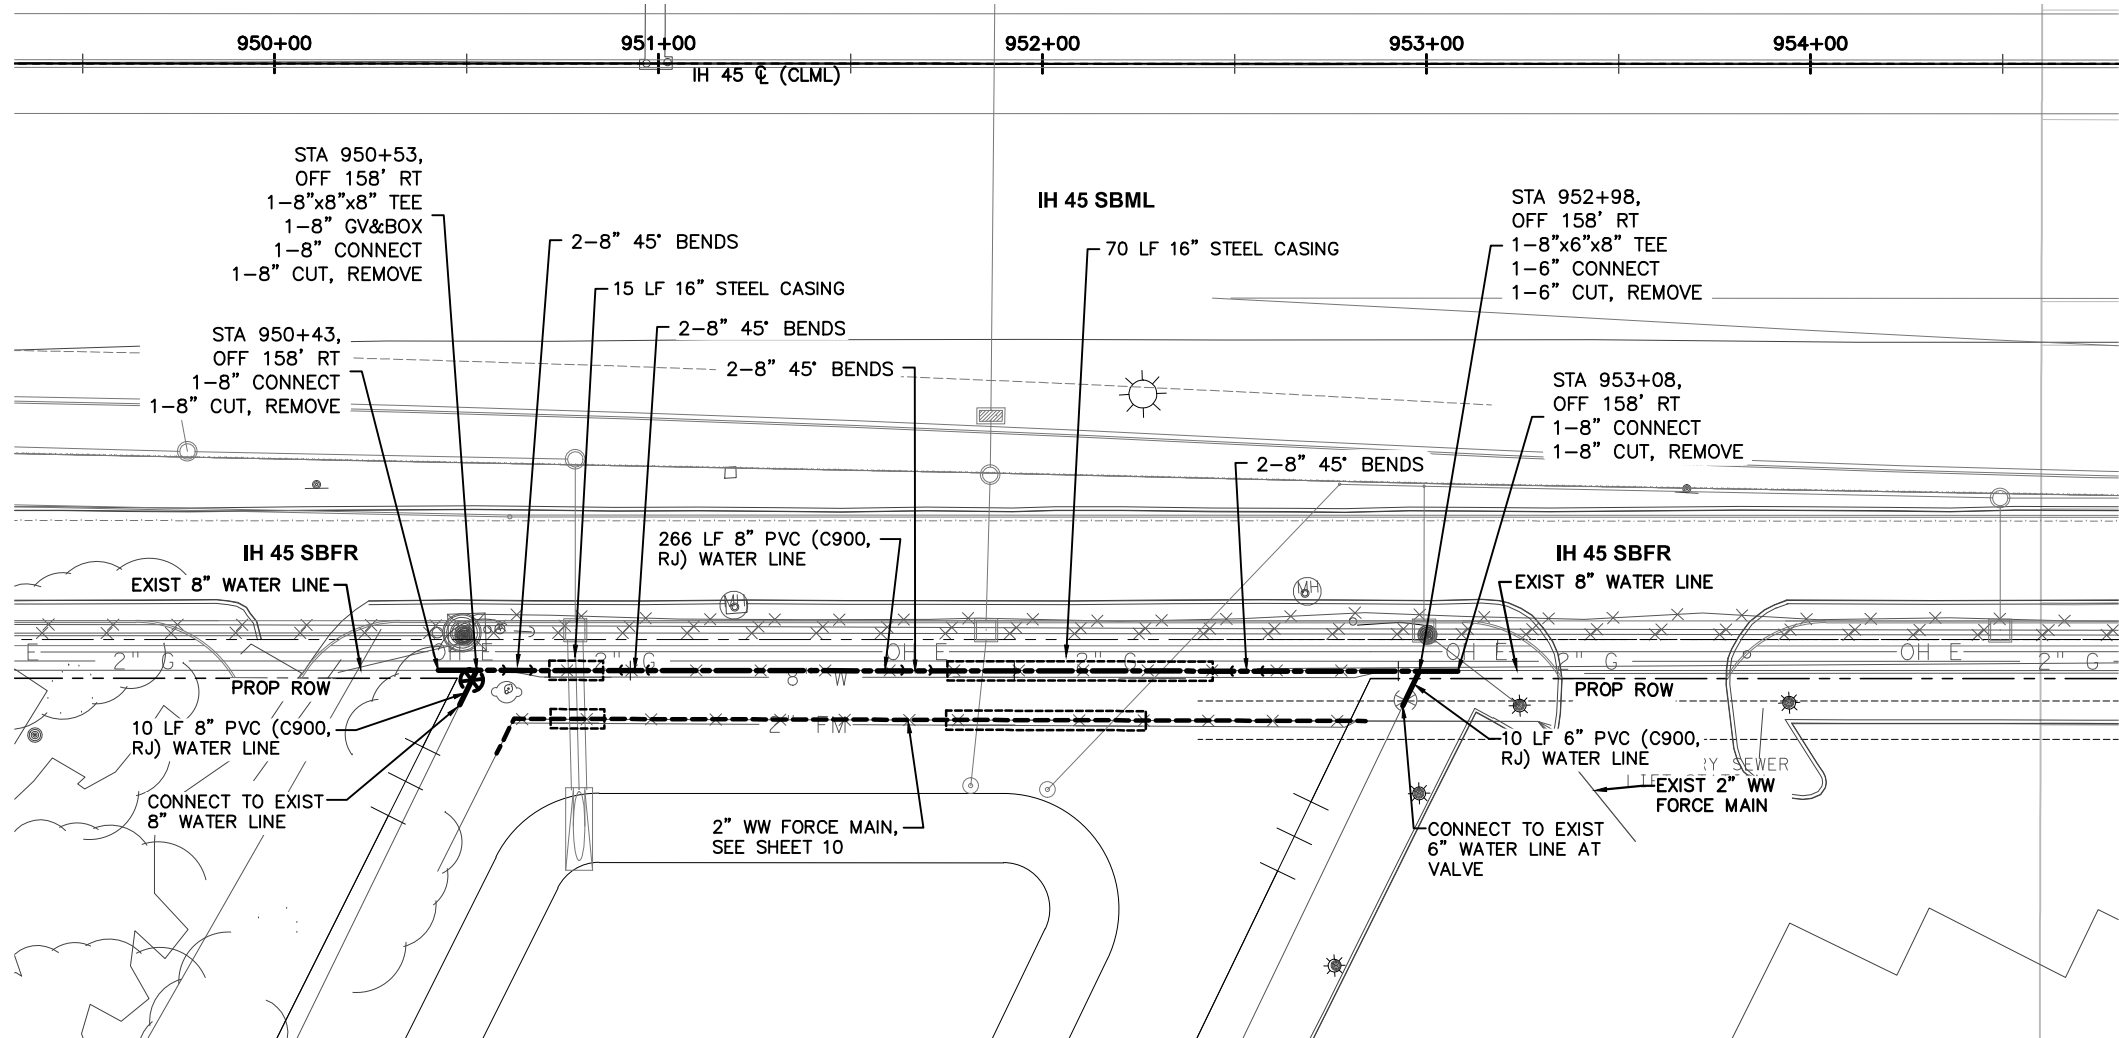 950+00
951+00
952+00
953+00
954+00
IH 45 ℄ (CLML)
STA 950+53,
OFF 158' RT
1-8"x8"x8" TEE
1-8" GV&BOX
1-8" CONNECT
1-8" CUT, REMOVE
2-8" 45° BENDS
15 LF 16" STEEL CASING
2-8" 45° BENDS
2-8" 45° BENDS
IH 45 SBML
70 LF 16" STEEL CASING
STA 952+98,
OFF 158' RT
1-8"x6"x8" TEE
1-6" CONNECT
1-6" CUT, REMOVE
STA 950+43,
OFF 158' RT
1-8" CONNECT
1-8" CUT, REMOVE
STA 953+08,
OFF 158' RT
1-8" CONNECT
1-8" CUT, REMOVE
2-8" 45° BENDS
266 LF 8" PVC (C900,
RJ) WATER LINE
IH 45 SBFR
EXIST 8" WATER LINE
IH 45 SBFR
EXIST 8" WATER LINE
MH
MH
E
2" G
OH E
2" G
OH E
2" G
OH E
2" G
OH E
2" G
8" W
PROP ROW
PROP ROW
2" FM
10 LF 8" PVC (C900,
RJ) WATER LINE
CONNECT TO EXIST
8" WATER LINE
2" WW FORCE MAIN,
SEE SHEET 10
10 LF 6" PVC (C900,
RJ) WATER LINE
RY SEWER
EXIST 2" WW
FORCE MAIN
CONNECT TO EXIST
6" WATER LINE AT
VALVE